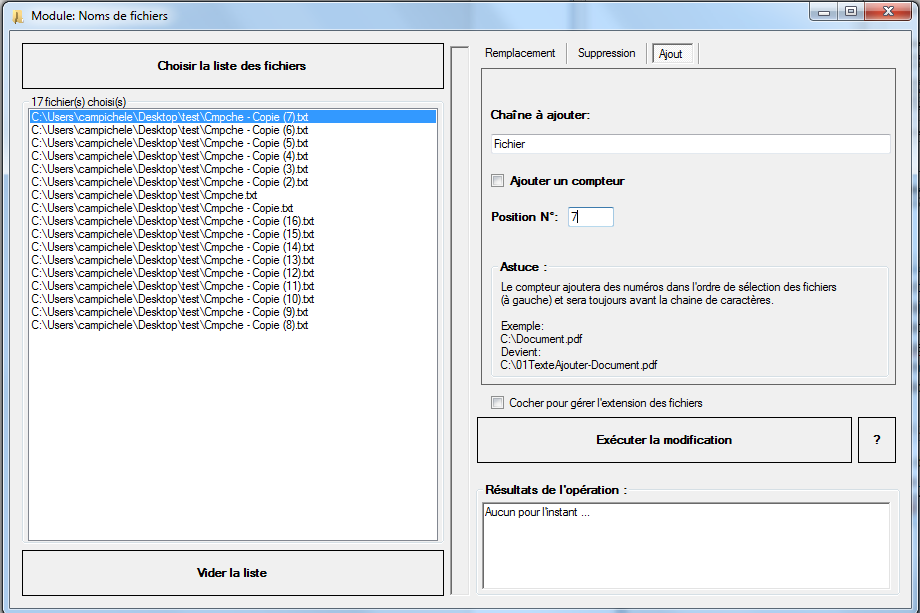 Module: Noms de fichiers
Choisir la liste des fichiers
17 fichier(s) choisi(s)
C:\Users\campichele\Desktop\test\Cmpche - Copie (7).txt
C:\Users\campichele\Desktop\test\Cmpche - Copie (6).txt
C:\Users\campichele\Desktop\test\Cmpche - Copie (5).txt
C:\Users\campichele\Desktop\test\Cmpche - Copie (4).txt
C:\Users\campichele\Desktop\test\Cmpche - Copie (3).txt
C:\Users\campichele\Desktop\test\Cmpche - Copie (2).txt
C:\Users\campichele\Desktop\test\Cmpche.txt
C:\Users\campichele\Desktop\test\Cmpche - Copie.txt
C:\Users\campichele\Desktop\test\Cmpche - Copie (16).txt
C:\Users\campichele\Desktop\test\Cmpche - Copie (15).txt
C:\Users\campichele\Desktop\test\Cmpche - Copie (14).txt
C:\Users\campichele\Desktop\test\Cmpche - Copie (13).txt
C:\Users\campichele\Desktop\test\Cmpche - Copie (12).txt
C:\Users\campichele\Desktop\test\Cmpche - Copie (11).txt
C:\Users\campichele\Desktop\test\Cmpche - Copie (10).txt
C:\Users\campichele\Desktop\test\Cmpche - Copie (9).txt
C:\Users\campichele\Desktop\test\Cmpche - Copie (8).txt
Vider la liste
Remplacement Suppression Ajout
Chaîne à ajouter:
Fichier
Ajouter un compteur
Position N°: 7
Astuce :
Le compteur ajoutera des numéros dans l'ordre de sélection des fichiers
(à gauche) et sera toujours avant la chaine de caractères.
Exemple:
C:\Document.pdf
Devient:
C:\01TexteAjouter-Document.pdf
Cocher pour gérer l'extension des fichiers
Exécuter la modification ?
Résultats de l'opération :
Aucun pour l'instant ...